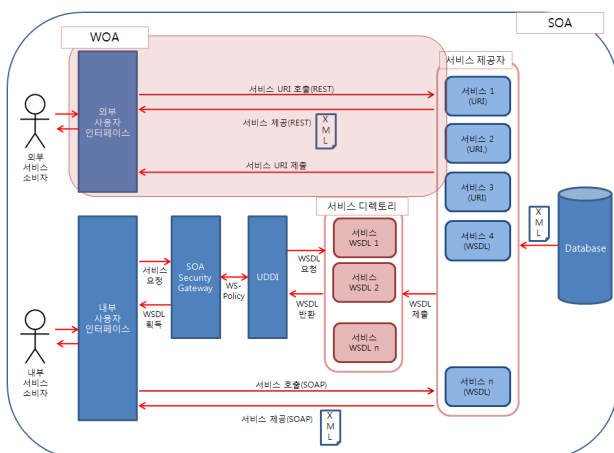 SOA
WOA
서비스 제공자
외부
사용자
인터페이스
외부
서비스
소비자
서비스 URI 호출(REST)
서비스 제공(REST)
X
M
L
서비스 URI 제출
서비스 1
(URI)
서비스 2
(URI,)
서비스 3
(URI)
서비스 4
(WSDL)
서비스 n
(WSDL)
X
M
L
Database
서비스 디렉토리
서비스
WSDL 1
서비스
WSDL 2
서비스
WSDL n
내부
사용자
인터페이스
내부
서비스
소비자
서비스
요청
WSDL
획득
SOA
Security
Gateway
WS-
Policy
UDDI
WSDL
요청
WSDL
반환
WSDL
제출
서비스 호출(SOAP)
서비스 제공(SOAP)
X
M
L